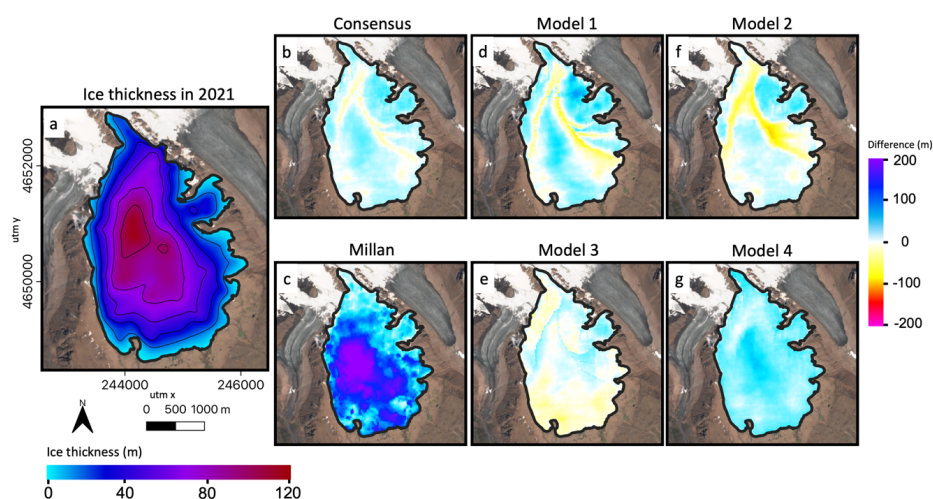 Consensus
Model 1
Model 2
b
d
f
Ice thickness in 2021
a
4652000
utm y
4650000
Difference (m)
200
100
0
-100
-200
Millan
Model 3
Model 4
c
e
g
244000
246000
utm x
N
0 500 1000 m
Ice thickness (m)
0 40 80 120